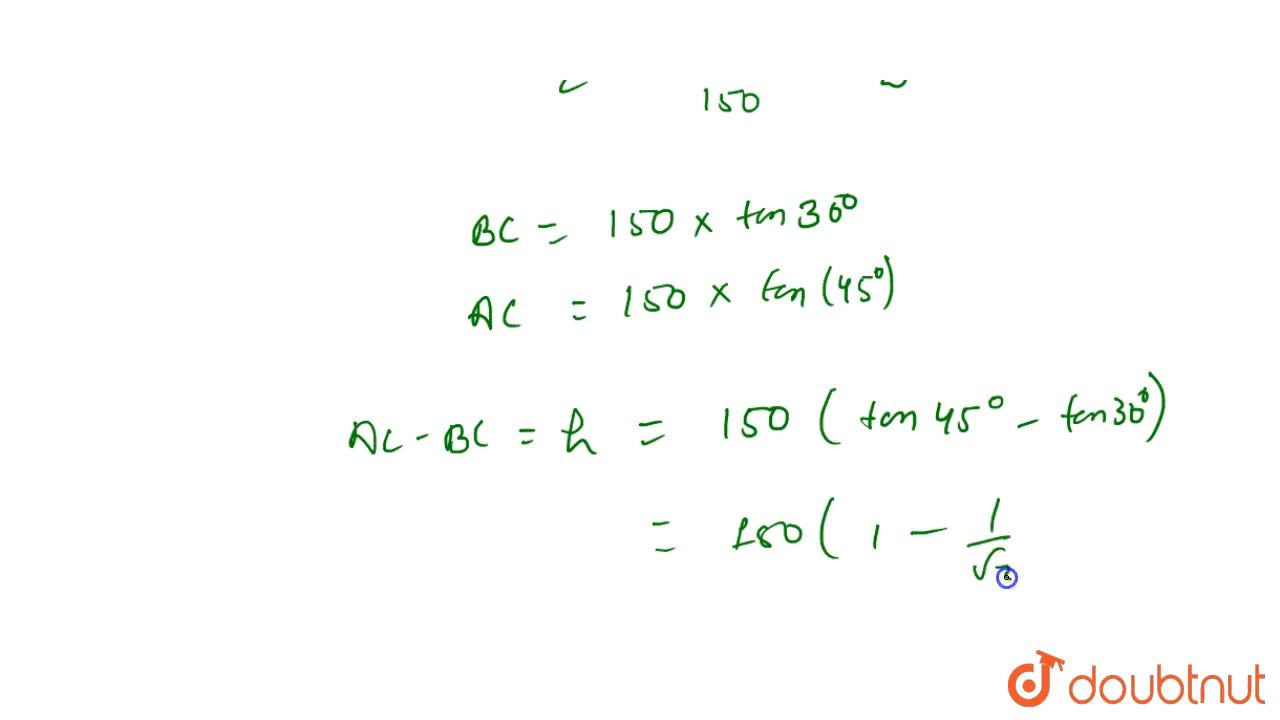 150
BC = 150 × tan 30°
AC = 150 × tan (45°)
AC - BC = h = 150 ( tan 45° - tan 30° )
= 150 ( 1 - 1/√3
doubtnut